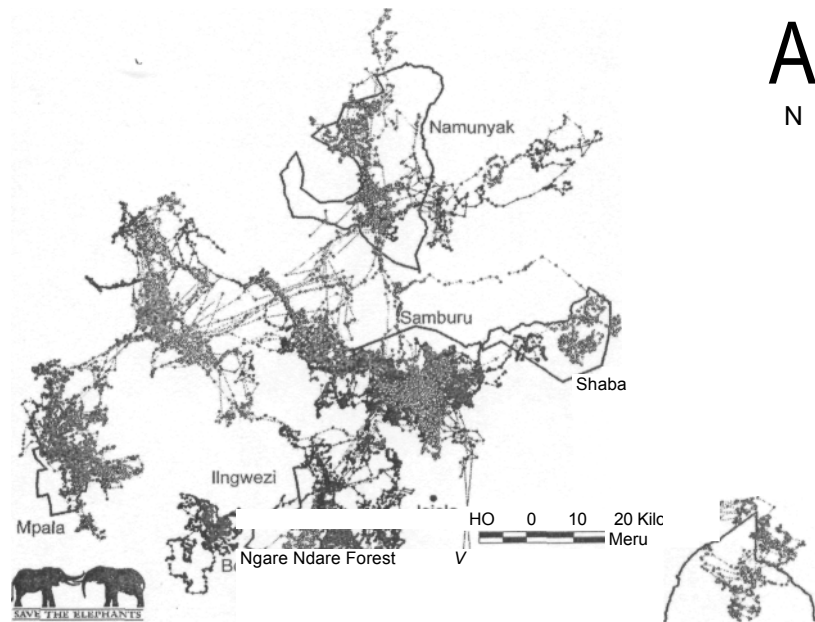 A
N
Namunyak
Samburu
Shaba
Ilngwezi
Mpala
HO 0 10 20 Kilc
Meru
Ngare Ndare Forest
V
SAVE THE ELEPHANTS